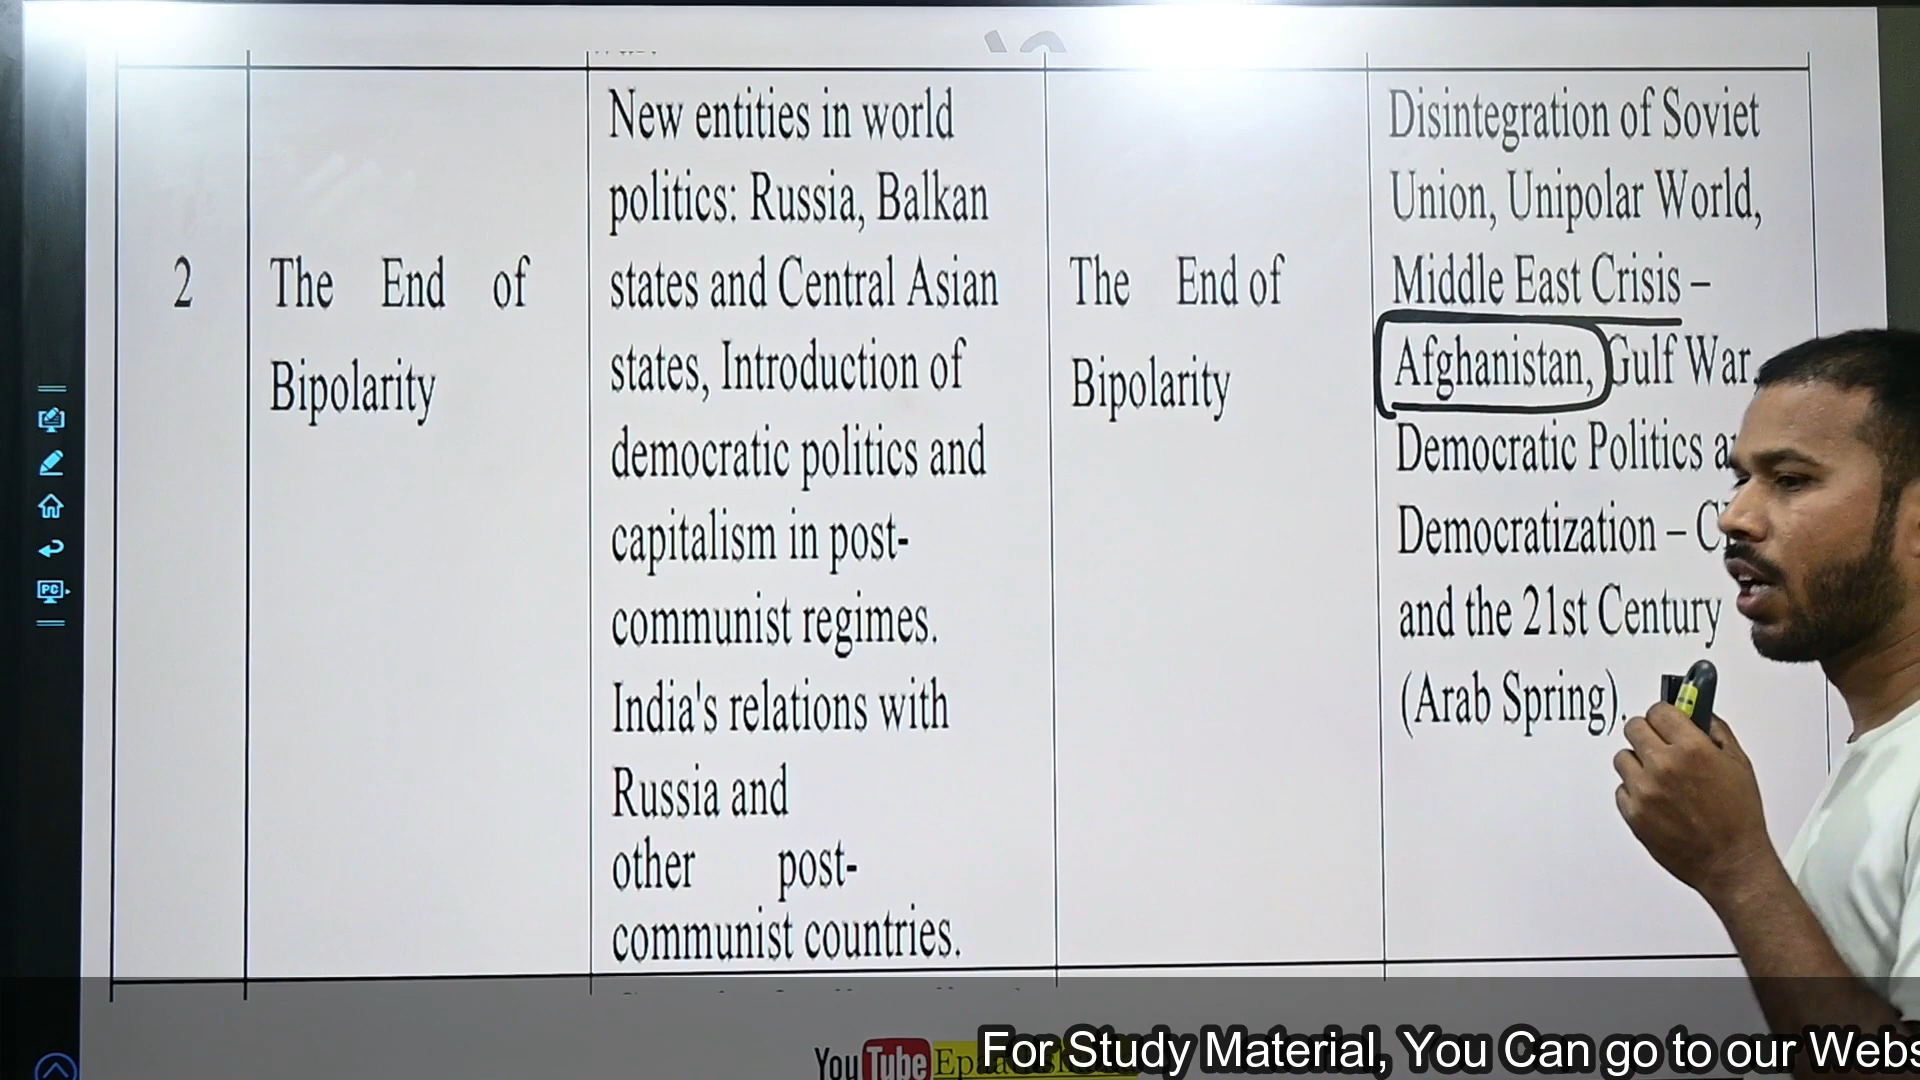 New entities in world
politics: Russia, Balkan
states and Central Asian
states, Introduction of
democratic politics and
capitalism in post-
communist regimes.
India's relations with
Russia and
other post-
communist countries.
2
The End of
Bipolarity
The End of
Bipolarity
Disintegration of Soviet
Union, Unipolar World,
Middle East Crisis –
Afghanistan, Gulf War,
Democratic Politics
Democratization –
and the 21st Century
(Arab Spring).
PC
YouTube
For Study Material, You Can go to our Webs